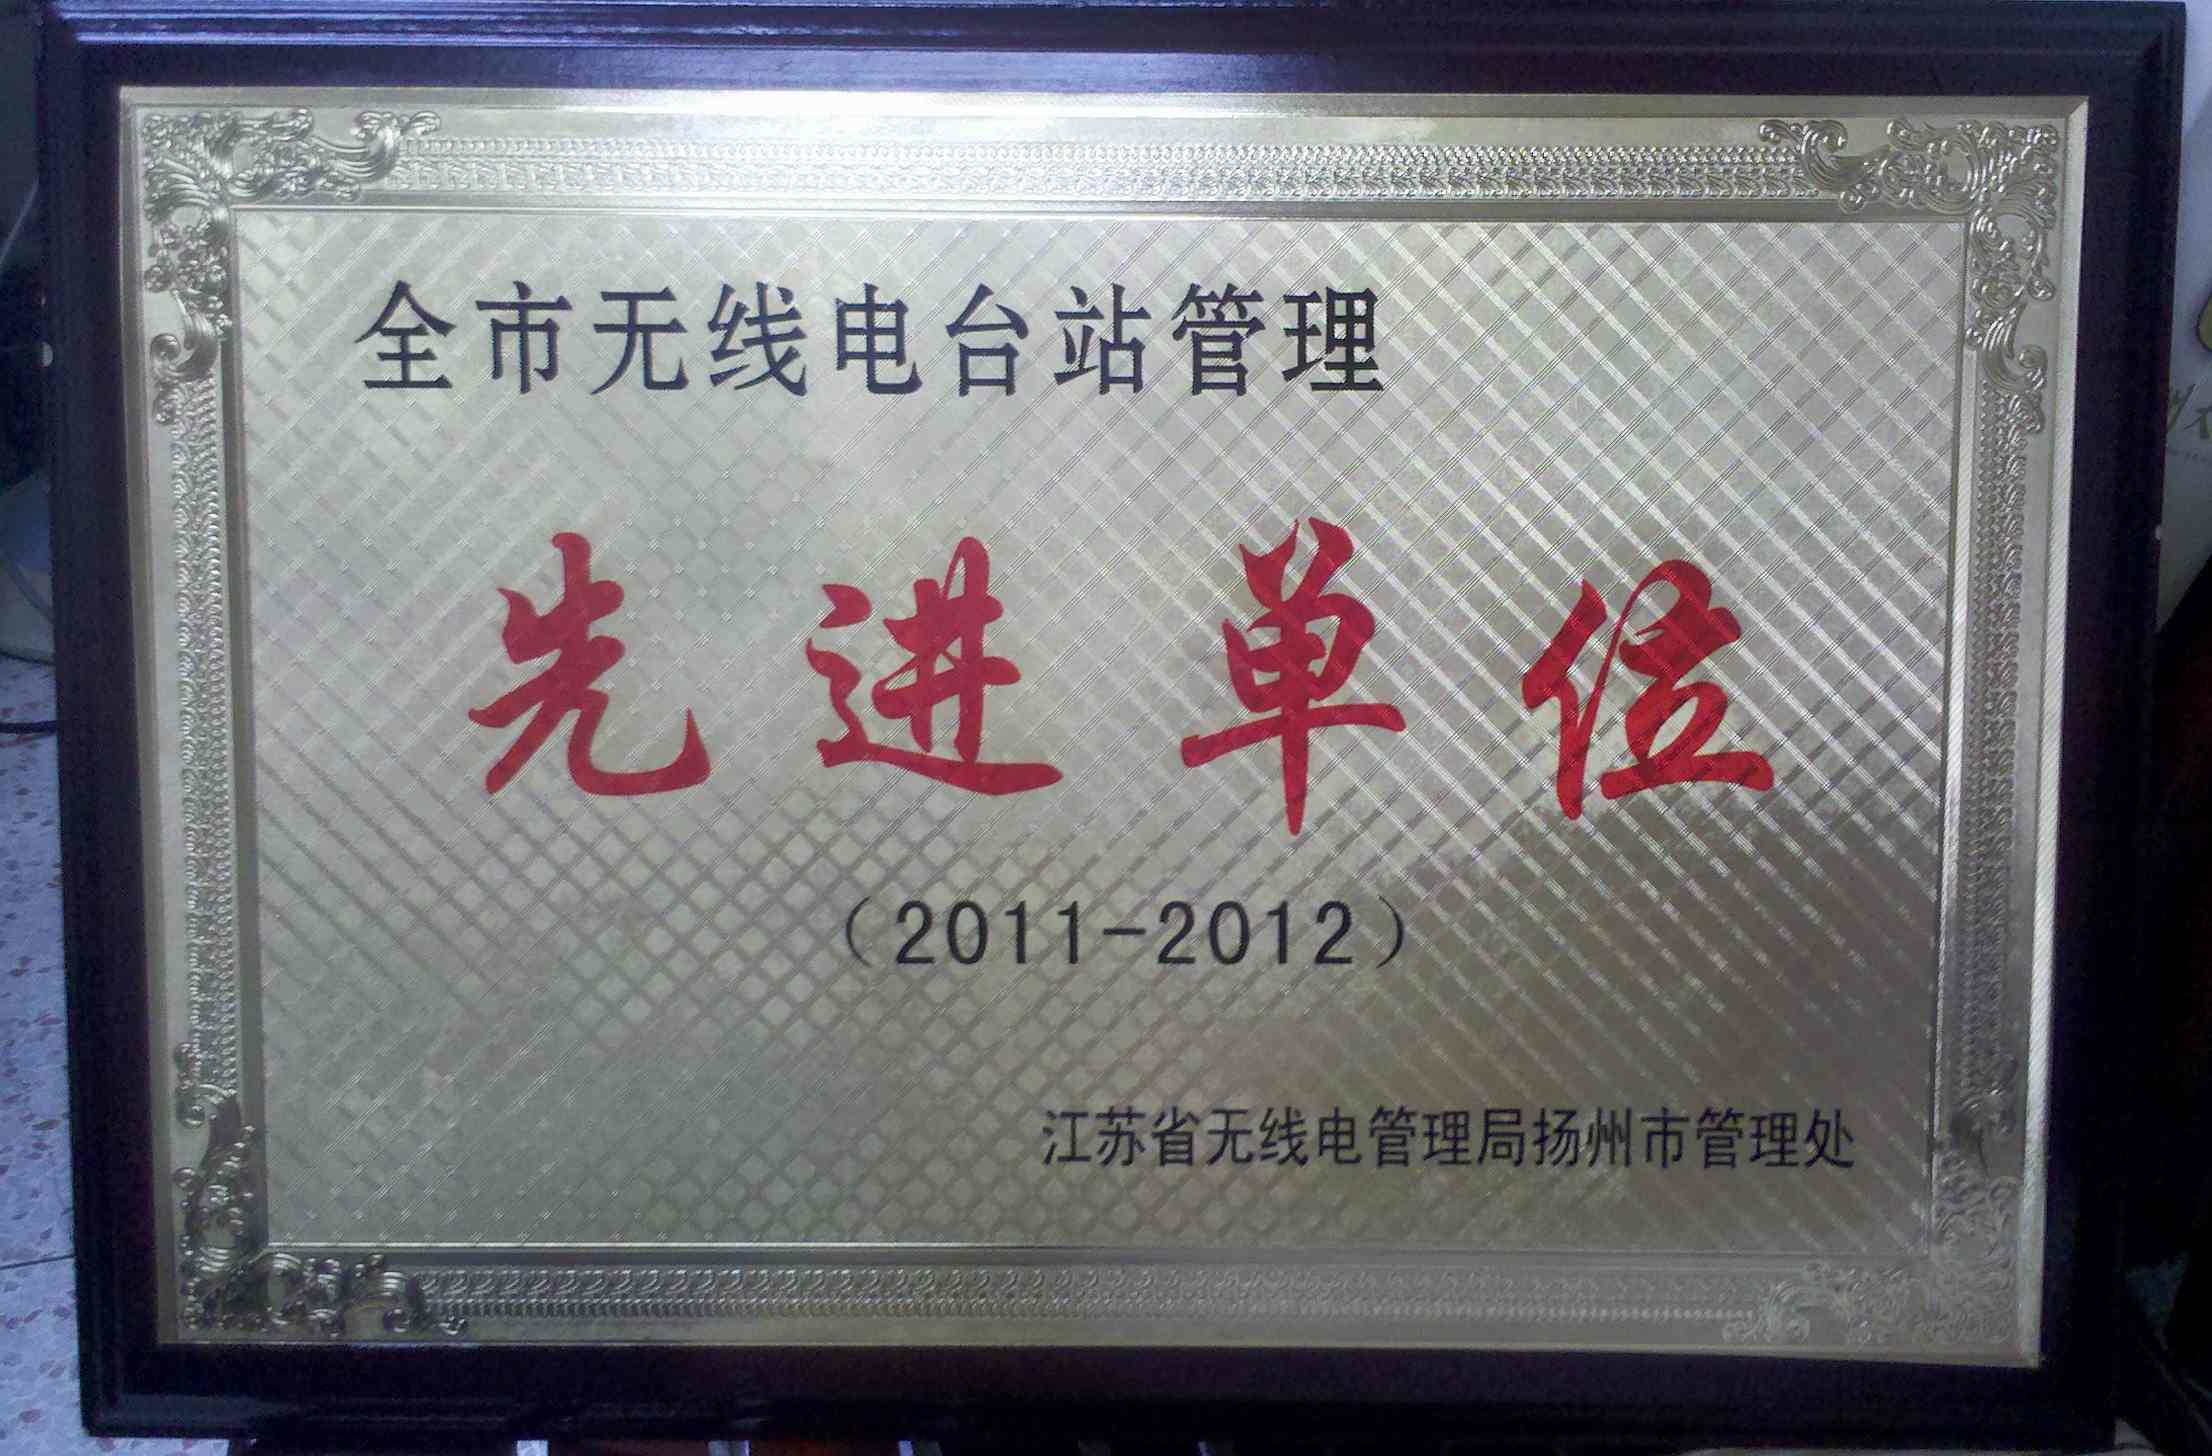 全市无线电台站管理
先进单位
（2011-2012）
江苏省无线电管理局扬州市管理处